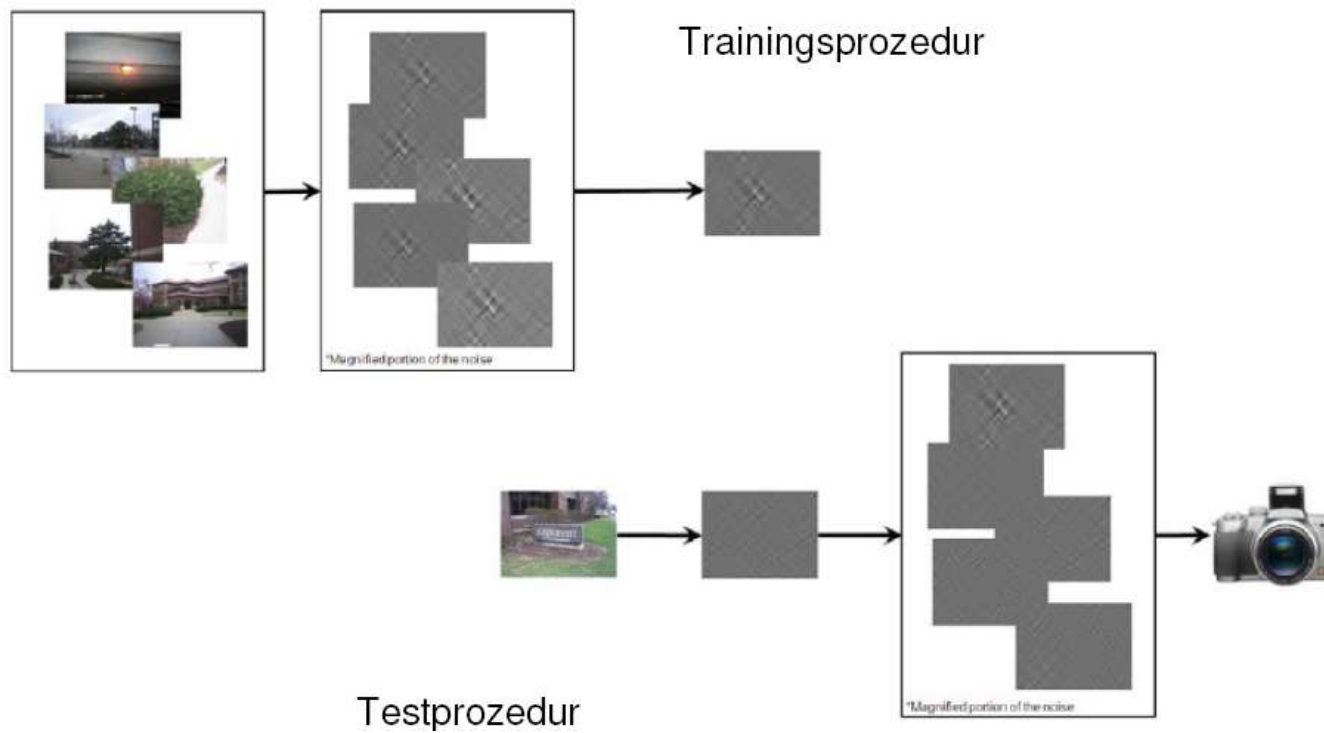 Trainingsprozedur
*Magnified portion of the noise
*Magnified portion of the noise
Testprozedur